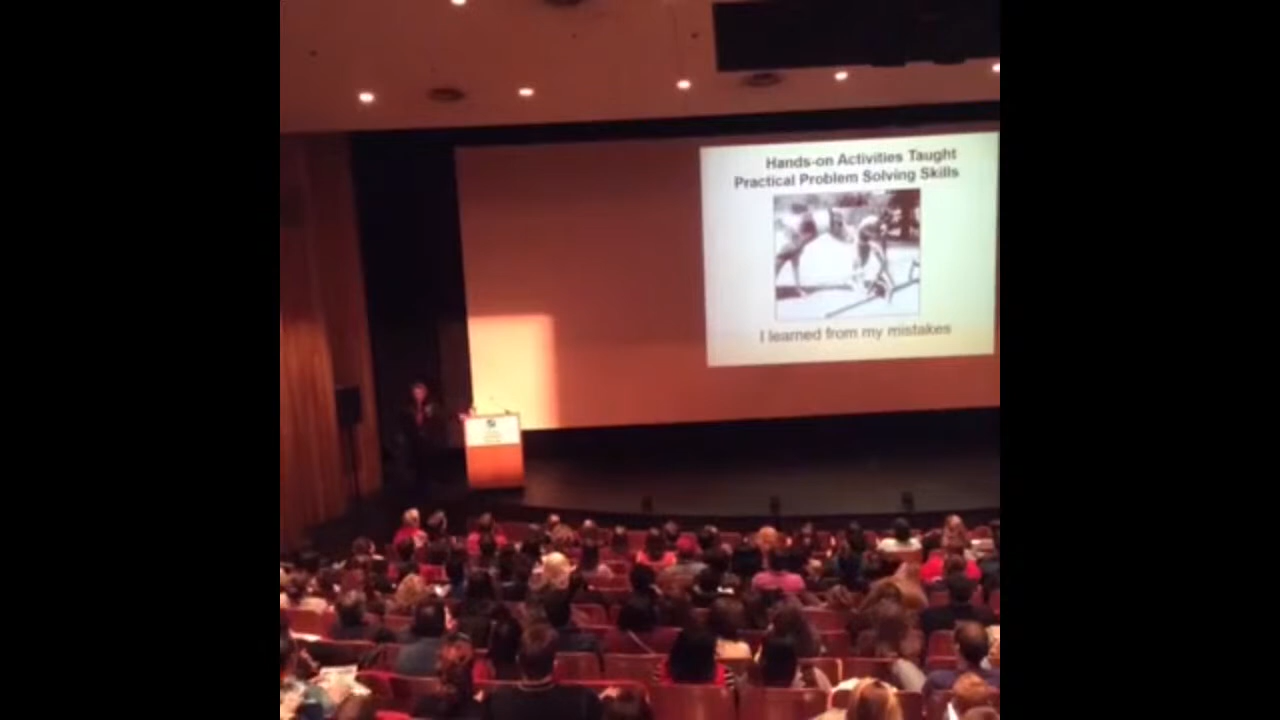 Hands-on Activities Taught
Practical Problem Solving Skills
I learned from my mistakes